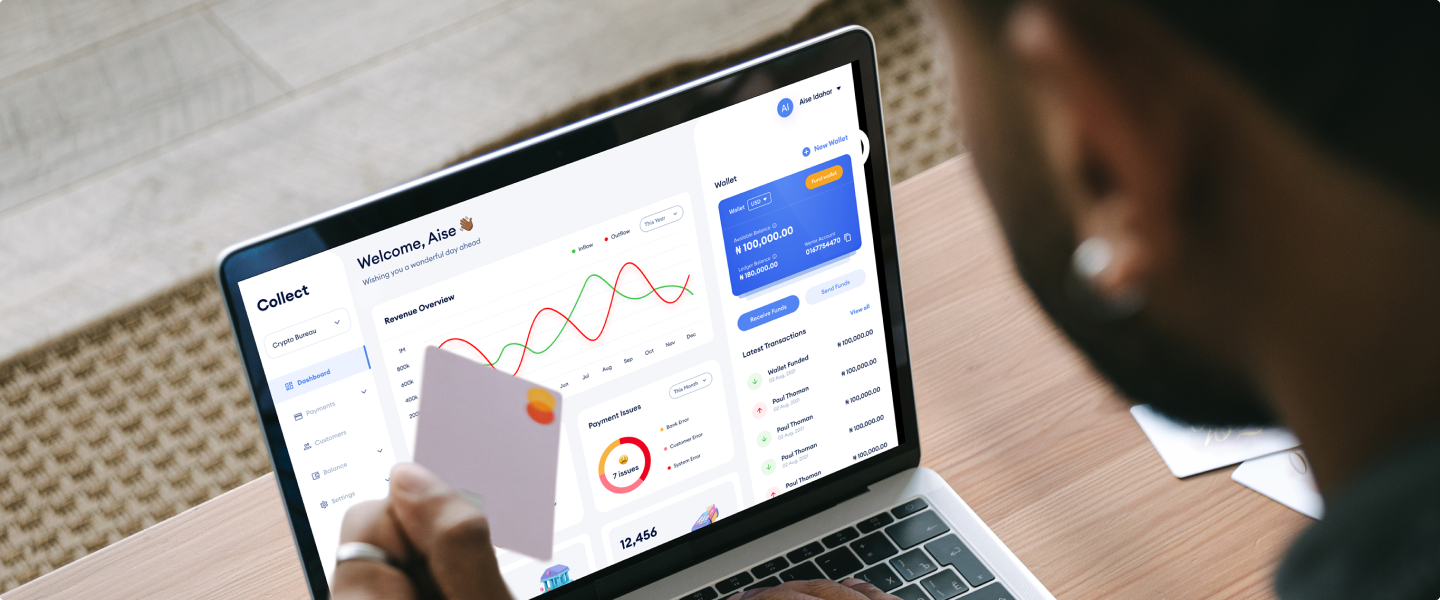 Collect
Crypto Bureau
Dashboard
Payments
Customers
Balance
Settings
Welcome, Aise 👋🏾
Wishing you a wonderful day ahead
Revenue Overview
Inflow
Outflow
This Year
1M
800k
400k
400k
200k
Jun
Jul
Aug
Sep
Oct
Nov
Dec
Payment Issues
This Month
7 issues
Bank Error
Customer Error
System Error
12,456
AI
Aise Idahor
New Wallet
Wallet
Wallet
USD
Fund wallet
Available Balance
₦ 100,000.00
Ledger Balance
₦ 180,000.00
Wema Account
0167754470
Receive Funds
Send Funds
Latest Transactions
View all
Wallet Funded
02 Aug, 2021
₦ 100,000.00
Paul Thoman
02 Aug, 2021
₦ 100,000.00
Paul Thoman
02 Aug, 2021
₦ 100,000.00
Paul Thoman
02 Aug, 2021
₦ 100,000.00
Paul Thoman
₦ 100,000.00